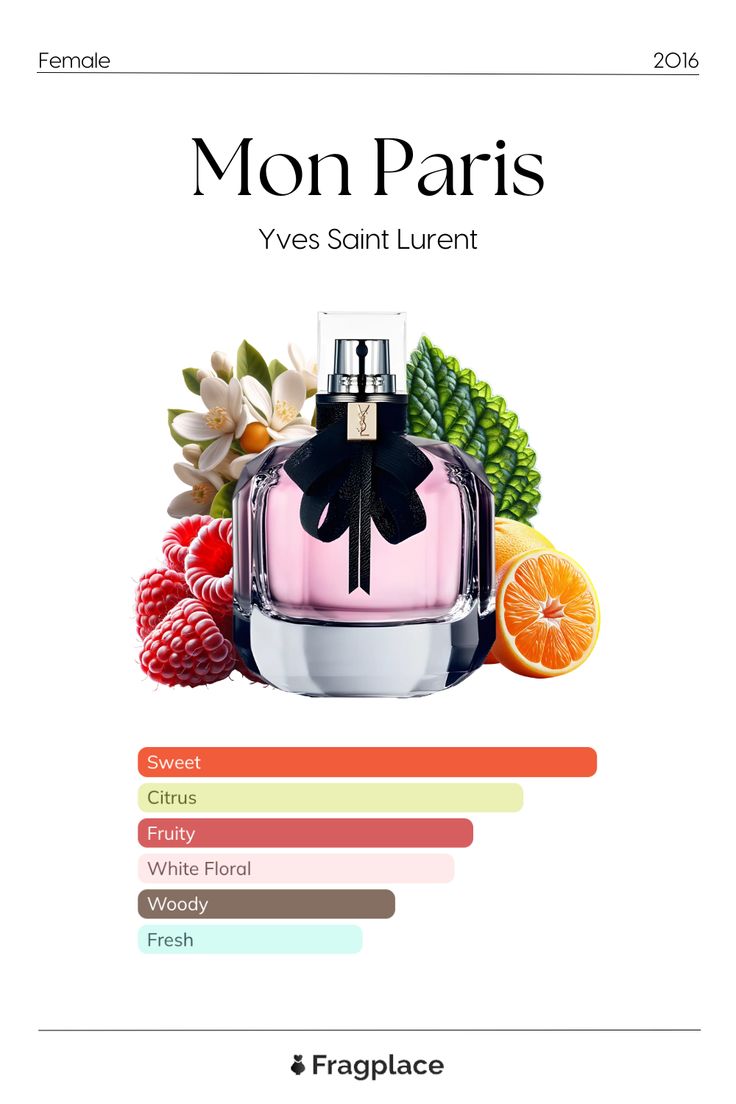 Female
2016
Mon Paris
Yves Saint Lurent
YSL
Sweet
Citrus
Fruity
White Floral
Woody
Fresh
Fragplace